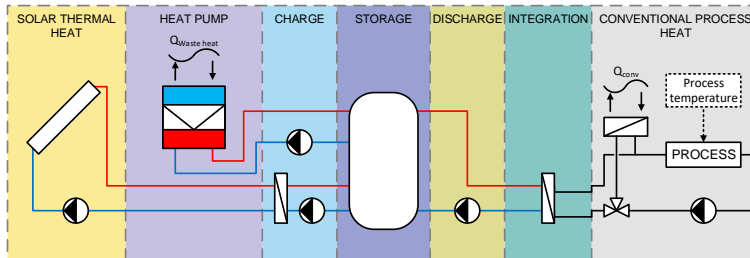 SOLAR THERMAL
HEAT
HEAT PUMP
CHARGE
STORAGE
DISCHARGE
INTEGRATION
CONVENTIONAL PROCESS
HEAT
QWaste heat
Qconv
Process
temperature
PROCESS